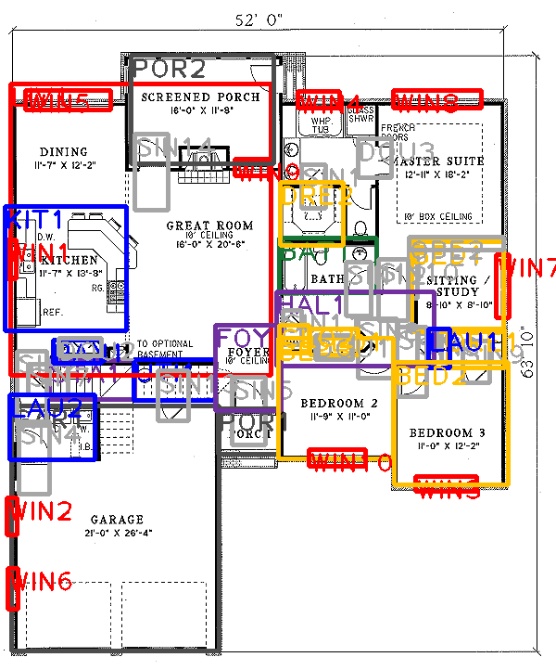 52' 0"
POR2
SCREENED PORCH
16'-0" X 11'-8"
WIN5
WIN4
WIN8
WHP.
TUB
GLASS
SHWR
FRENCH
DOORS
DINING
11'-7" X 12'-2"
SIN14
DOU3
MASTER SUITE
12'-11" X 18'-2"
WIN9
SIN1
DRE2
10' BOX CEILING
KIT1
D.W.
GREAT ROOM
10' CEILING
16'-0" X 20'-6"
WIN1
KITCHEN
11'-7" X 13'-8"
RG.
REF.
BAT
BATH
SIN10
WIN7
SITTING /
STUDY
8'-10" X 8'-10"
HAL1
FOY
TO OPTIONAL
BASEMENT
FOYER
10' CEILING
LAU1
BED2
63' 10"
LAU2
SIN4
SIN5
POR
PORCH
BEDROOM 2
11'-9" X 11'-0"
BEDROOM 3
11'-0" X 12'-2"
WIN10
WIN3
WIN2
GARAGE
21'-0" X 26'-4"
WIN6